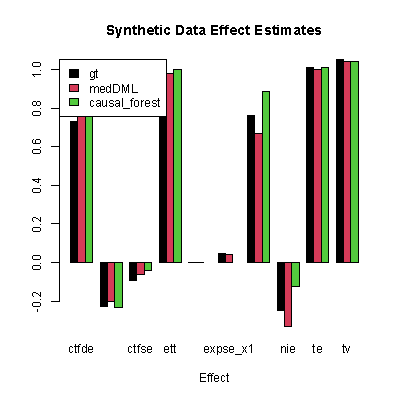 Synthetic Data Effect Estimates
gt
medDML
causal_forest
1.0
0.8
0.6
0.4
0.2
0.0
-0.2
ctfde ctfse ett expse_x1 nie te tv
Effect